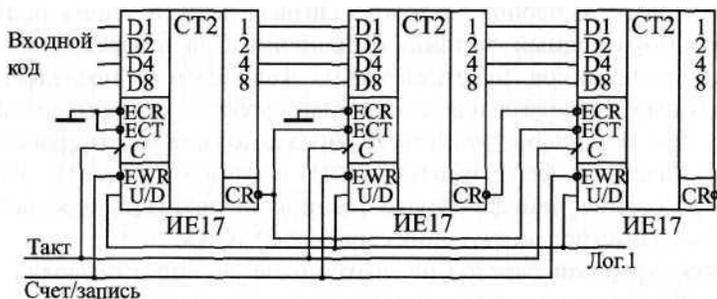 Входной
код
D1
D2
D4
D8
ECR
ECT
C
EWR
U/D
CT2
1
2
4
8
CR
ИЕ17
D1
D2
D4
D8
ECR
ECT
C
EWR
U/D
CT2
1
2
4
8
CR
ИЕ17
D1
D2
D4
D8
ECR
ECT
C
EWR
U/D
CT2
1
2
4
8
CR
ИЕ17
Такт
Лог.1
Счет/запись